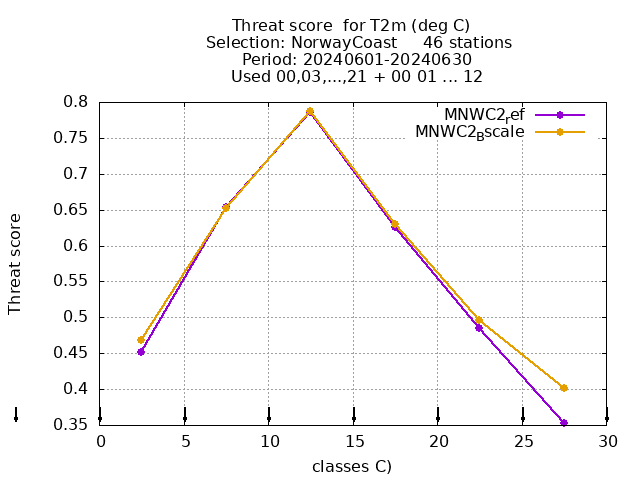 Threat score  for T2m (deg C)
Selection: NorwayCoast     46 stations
Period: 20240601-20240630
Used 00,03,...,21 + 00 01 ... 12
MNWC2ref
MNWC2Bscale
0.8
0.75
0.7
0.65
0.6
0.55
0.5
0.45
0.4
0.35
Threat score
0 5 10 15 20 25 30
classes C)